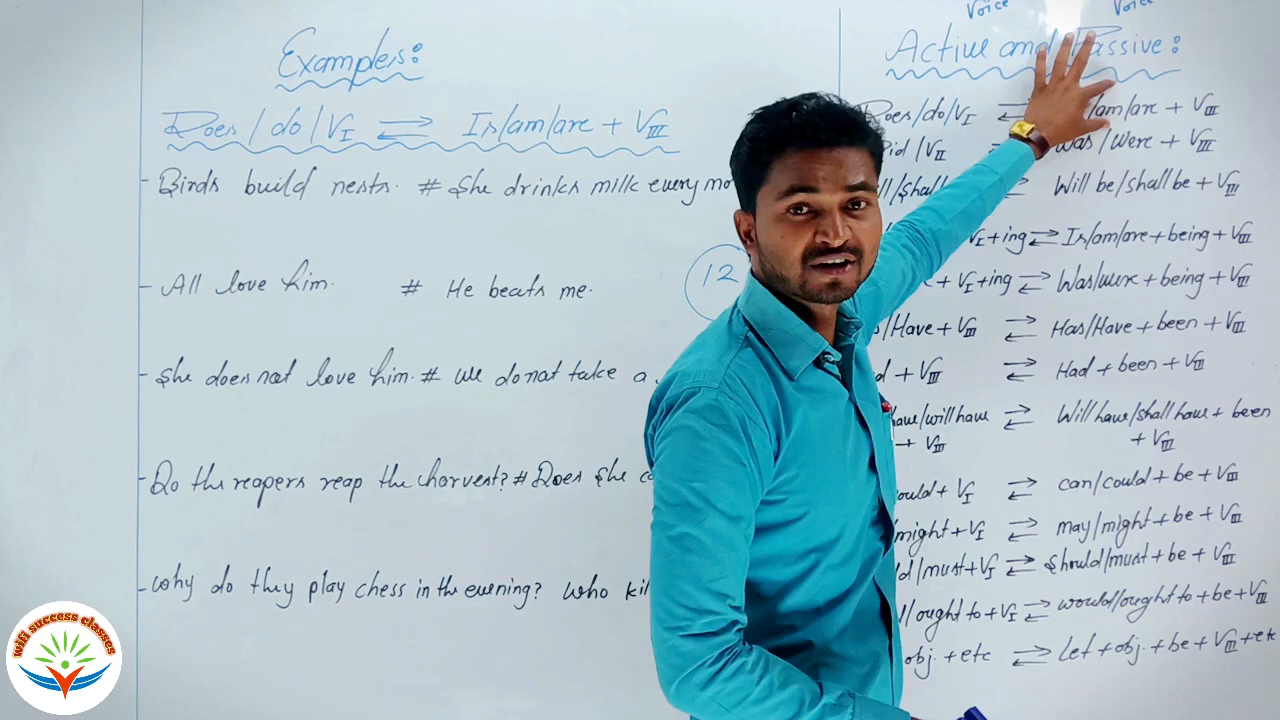 Voice Voice
Examples:
Active and Passive:
Does/do/VI ⇌ Is/am/are + VIII
Birds build nests. # She drinks milk every
All love him. # He beats me.
She does not love him. # We do not take a
Do the reapers reap the charvest? # Does She
Why do they play chess in the evening? Who
12
Does/do/VI ⇌ /am/are + VIII
Did/VII Was/Were + VIII
Will be/shall be + VIII
VI+ing ⇌ Is/am/are + being + VIII
+ VI+ing ⇌ Was/were + being + VIII
/Have + VIII ⇌ Has/Have + been + VIII
+ VIII ⇌ Had + been + VIII
have/will have ⇌ Will have/shall have + been
+ VIII + VIII
+ VI ⇌ can/could + be + VIII
/might + VI ⇌ may/might + be + VIII
/must + VI ⇌ Should/must + be + VIII
/ought to + VI ⇌ would/ought to + be + VIII
obj. + etc ⇌ Let + obj. + be + VIII + etc
wifi success classes